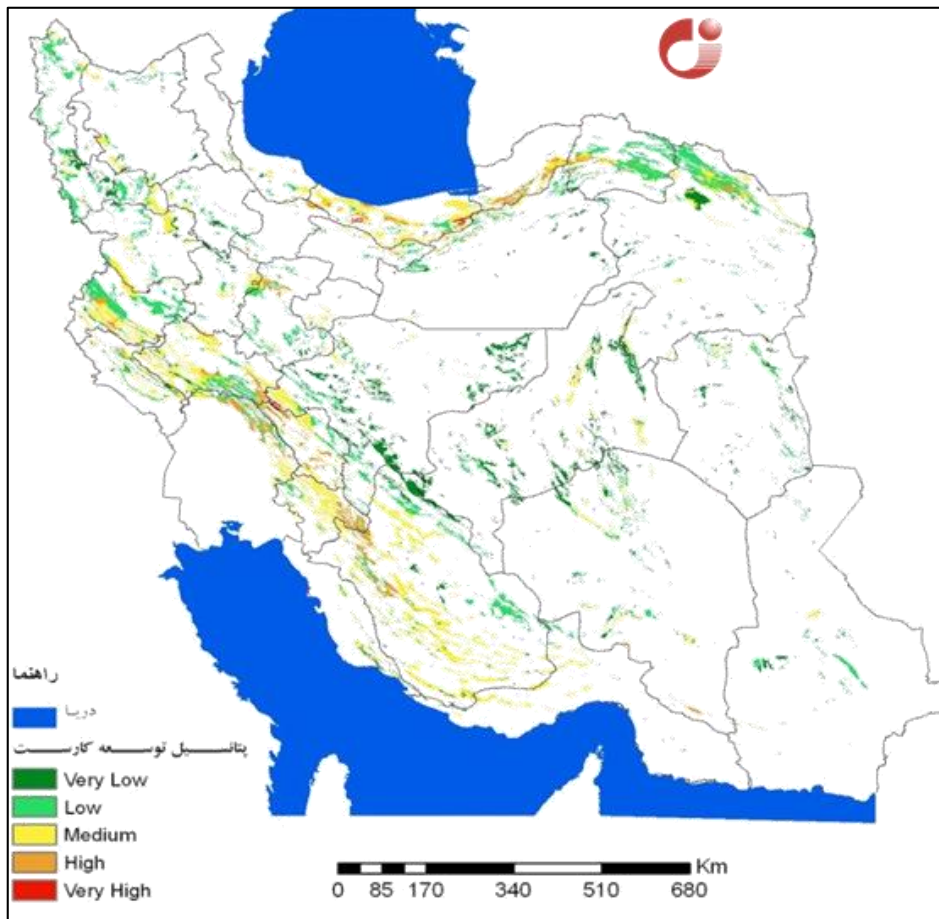 راهنما
دریا
پتانسیل توسعه کارست
Very Low
Low
Medium
High
Very High
Km
0 85 170 340 510 680